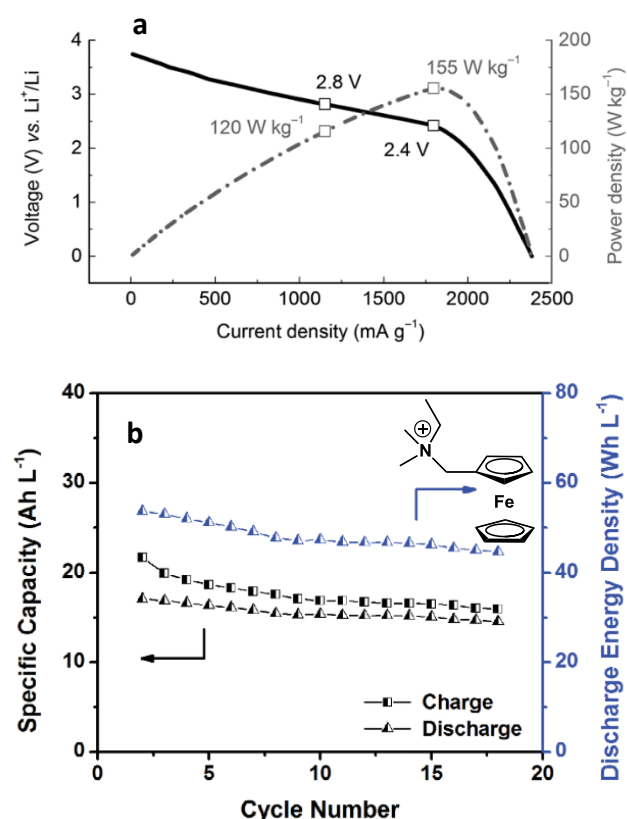 a
Voltage (V) vs. Li⁺/Li
4
3
2
1
0
2.8 V
120 W kg⁻¹
155 W kg⁻¹
2.4 V
200
150
100
50
0
Power density (W kg⁻¹)
0 500 1000 1500 2000 2500
Current density (mA g⁻¹)
b
Specific Capacity (Ah L⁻¹)
40
30
20
10
0
⊕
N
Fe
Charge
Discharge
80
60
40
20
0
Discharge Energy Density (Wh L⁻¹)
0 5 10 15 20
Cycle Number